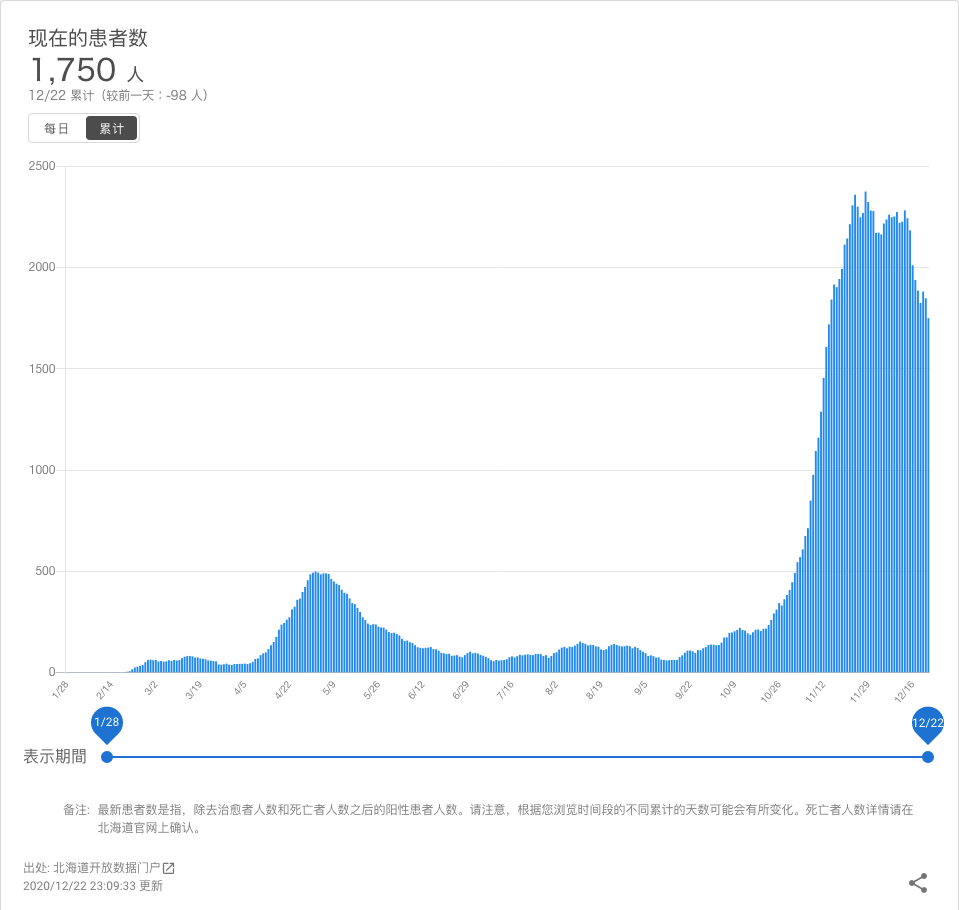 现在的患者数
1,750 人
12/22 累计（较前一天：-98 人）
每日 累计
2500
2000
1500
1000
500
0
1/28 2/14 3/2 3/19 4/5 4/22 5/9 5/26 6/12 6/29 7/16 8/2 8/19 9/5 9/22 10/9 10/26 11/12 11/29 12/16
1/28 12/22
表示期間
备注: 最新患者数是指，除去治愈者人数和死亡者人数之后的阳性患者人数。请注意，根据您浏览时间段的不同累计的天数可能会有所变化。死亡者人数详情请在
北海道官网上确认。
出处: 北海道开放数据门户
2020/12/22 23:09:33 更新